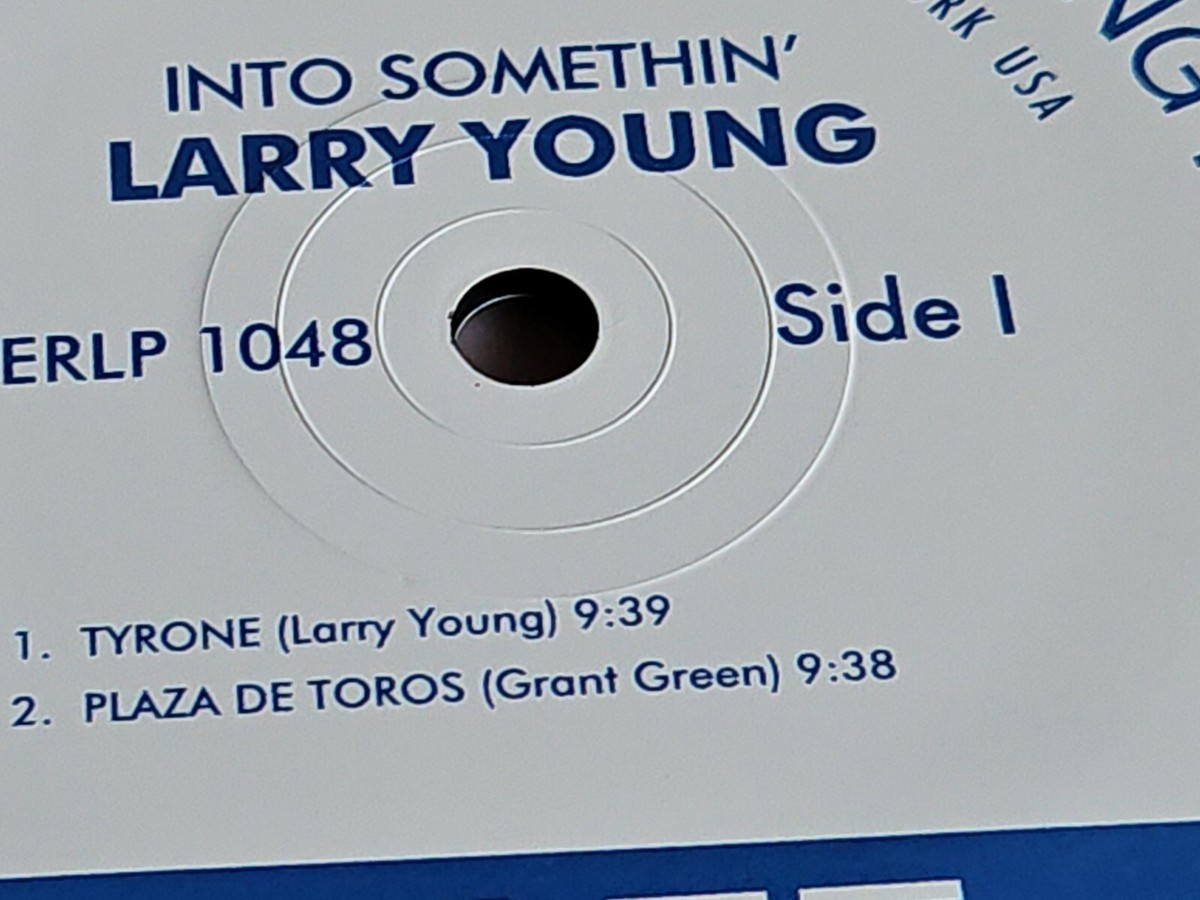 INTO SOMETHIN'
LARRY YOUNG
ERLP 1048
Side I
1. TYRONE (Larry Young) 9:39
2. PLAZA DE TOROS (Grant Green) 9:38
USA